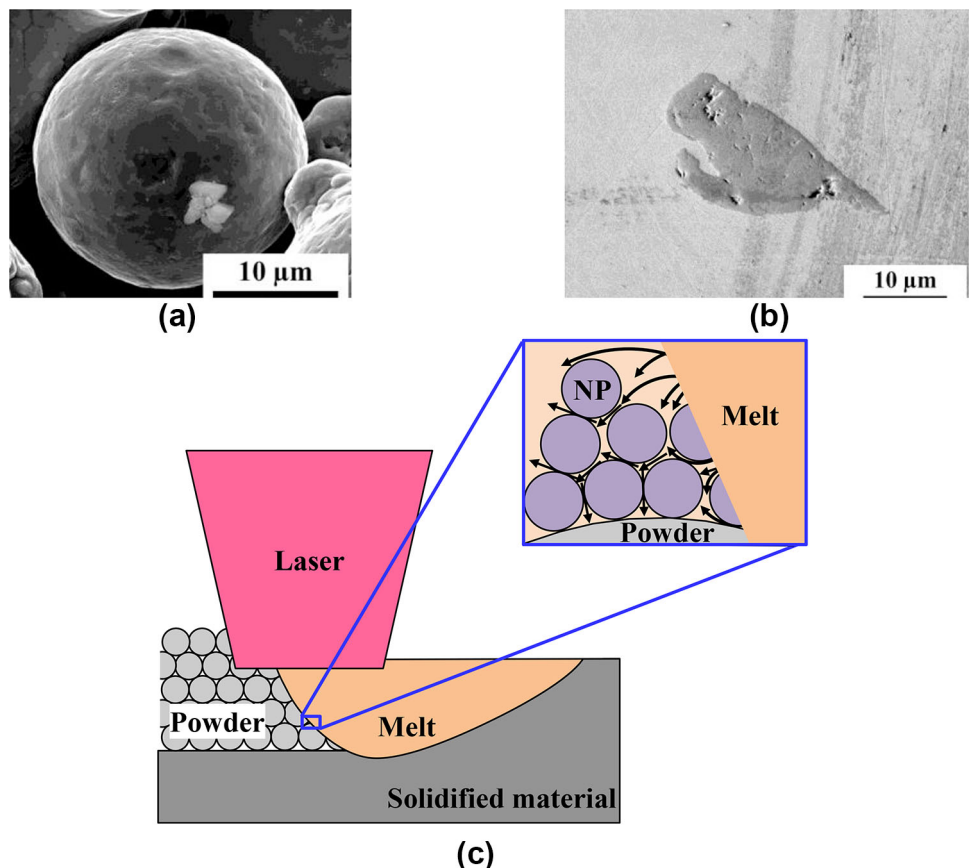 10 µm
(a)
10 µm
(b)
NP
Melt
Powder
Laser
Powder
Melt
Solidified material
(c)